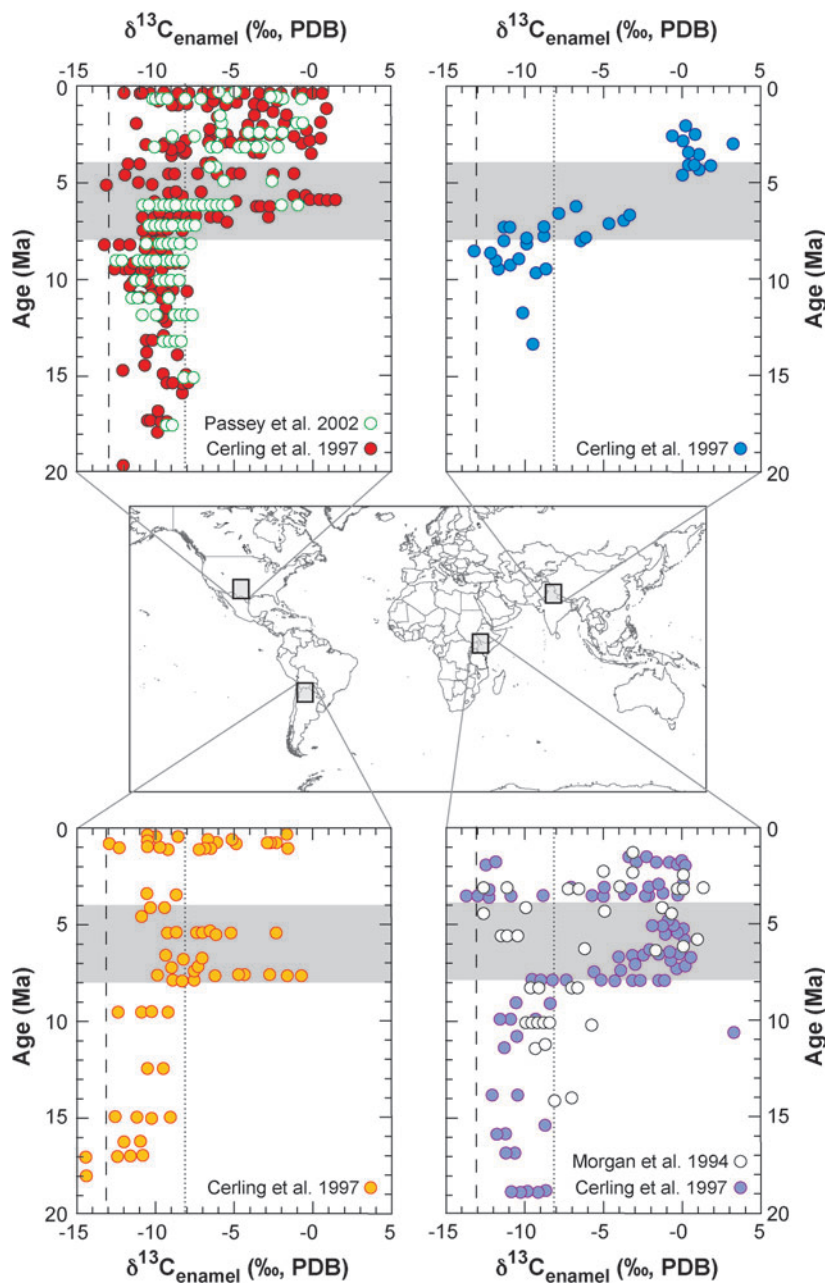 δ13Cenamel (‰, PDB)
δ13Cenamel (‰, PDB)
-15 -10 -5 -0 5
-15 -10 -5 -0 5
0
5
10
15
20
Age (Ma)
Passey et al. 2002
Cerling et al. 1997
0
5
10
15
20
Age (Ma)
Cerling et al. 1997
0
5
10
15
20
Age (Ma)
Cerling et al. 1997
0
5
10
15
20
Age (Ma)
Morgan et al. 1994
Cerling et al. 1997
-15 -10 -5 -0 5
-15 -10 -5 -0 5
δ13Cenamel (‰, PDB)
δ13Cenamel (‰, PDB)